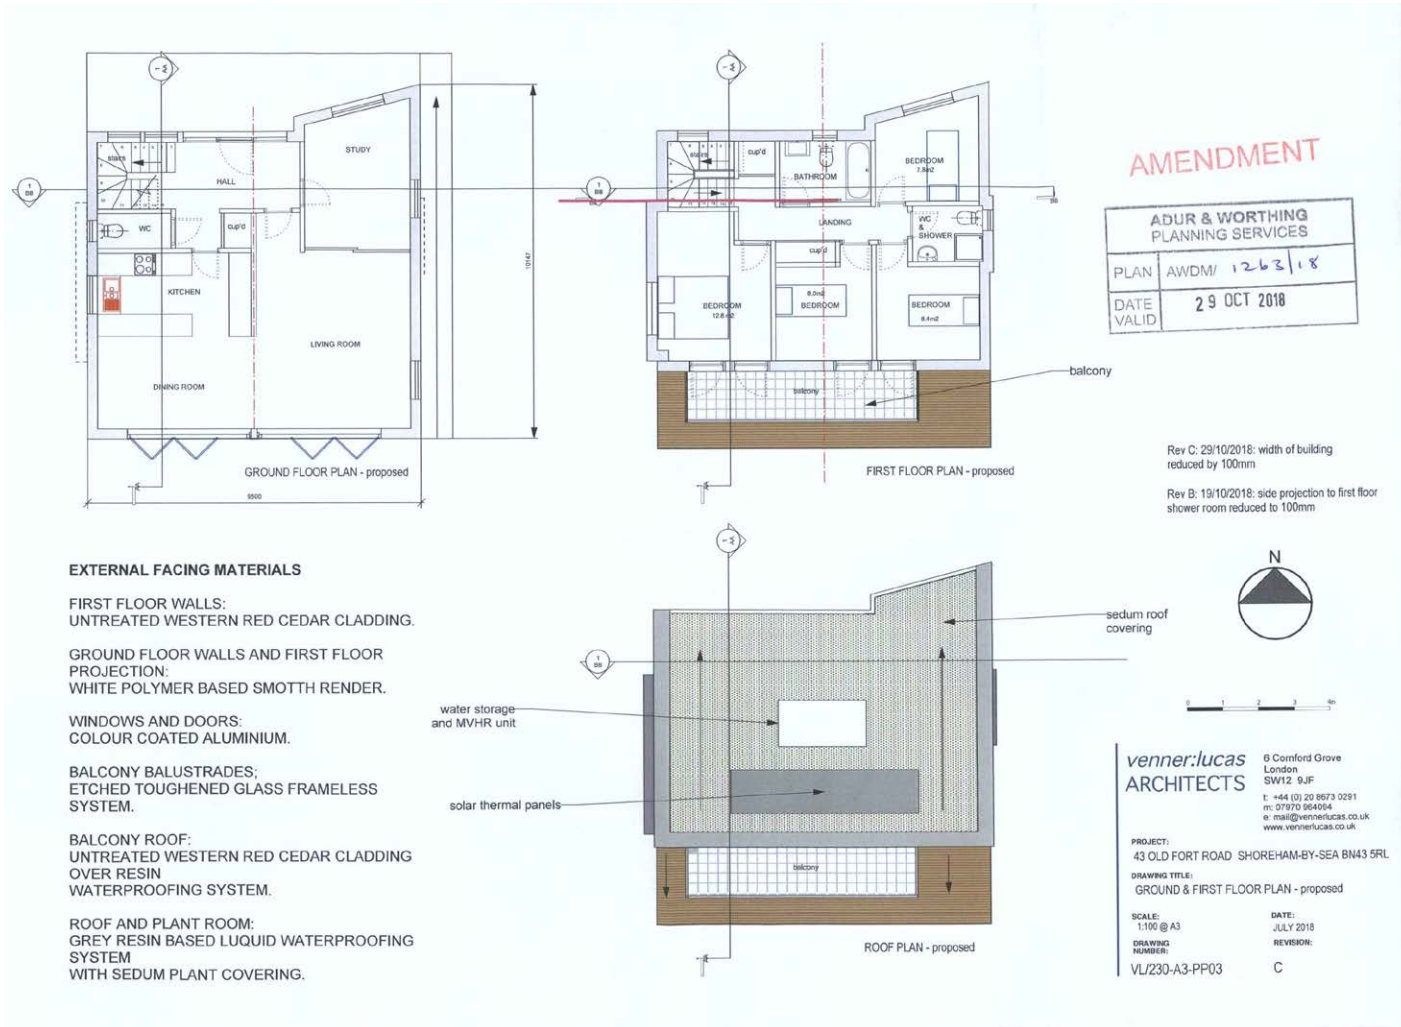 AMENDMENT
ADUR & WORTHING
PLANNING SERVICES
PLAN AWDM/ 1263/18
DATE VALID 29 OCT 2018
stairs
HALL
STUDY
WC
cup'd
KITCHEN
LIVING ROOM
DINING ROOM
10147
9500
GROUND FLOOR PLAN - proposed
stairs
cup'd
BATHROOM
BEDROOM
LANDING
WC
&
SHOWER
cup'd
BEDROOM
BEDROOM
BEDROOM
balcony
balcony
FIRST FLOOR PLAN - proposed
Rev C: 29/10/2018: width of building
reduced by 100mm
Rev B: 19/10/2018: side projection to first floor
shower room reduced to 100mm
EXTERNAL FACING MATERIALS
FIRST FLOOR WALLS:
UNTREATED WESTERN RED CEDAR CLADDING.
GROUND FLOOR WALLS AND FIRST FLOOR
PROJECTION:
WHITE POLYMER BASED SMOTTH RENDER.
WINDOWS AND DOORS:
COLOUR COATED ALUMINIUM.
BALCONY BALUSTRADES;
ETCHED TOUGHENED GLASS FRAMELESS
SYSTEM.
BALCONY ROOF:
UNTREATED WESTERN RED CEDAR CLADDING
OVER RESIN
WATERPROOFING SYSTEM.
ROOF AND PLANT ROOM:
GREY RESIN BASED LUQUID WATERPROOFING
SYSTEM
WITH SEDUM PLANT COVERING.
sedum roof
covering
water storage
and MVHR unit
solar thermal panels
balcony
ROOF PLAN - proposed
N
0 1 2 3 4m
venner:lucas
ARCHITECTS
6 Comford Grove
London
SW12 9JF
t: +44 (0) 20 8673 0291
m: 07970 964094
e: mail@vennerlucas.co.uk
www.vennerlucas.co.uk
PROJECT:
43 OLD FORT ROAD SHOREHAM-BY-SEA BN43 5RL
DRAWING TITLE:
GROUND & FIRST FLOOR PLAN - proposed
SCALE:
1:100 @ A3
DATE:
JULY 2018
DRAWING
NUMBER:
VL/230-A3-PP03
REVISION:
C